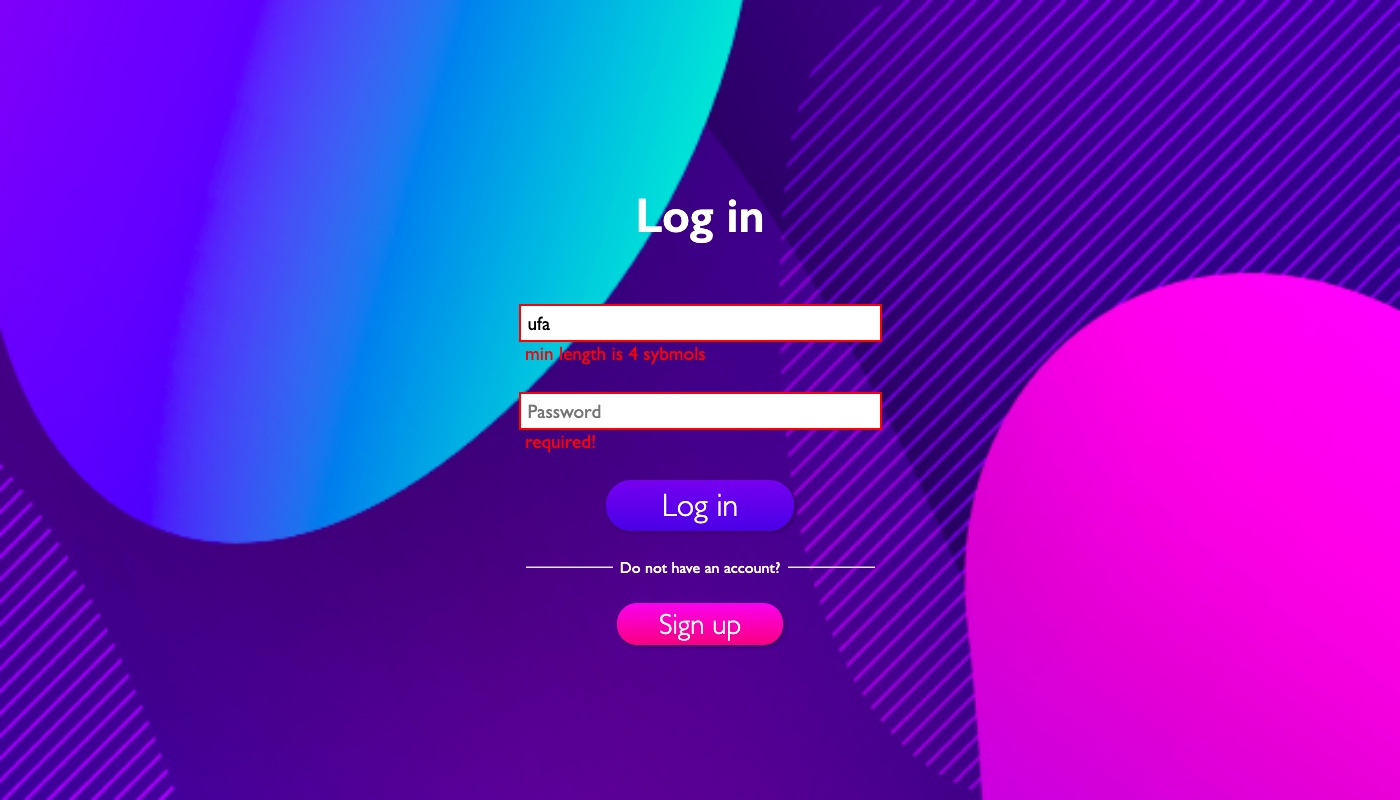 Log in
ufa
min length is 4 sybmols
Password
required!
Log in
Do not have an account?
Sign up